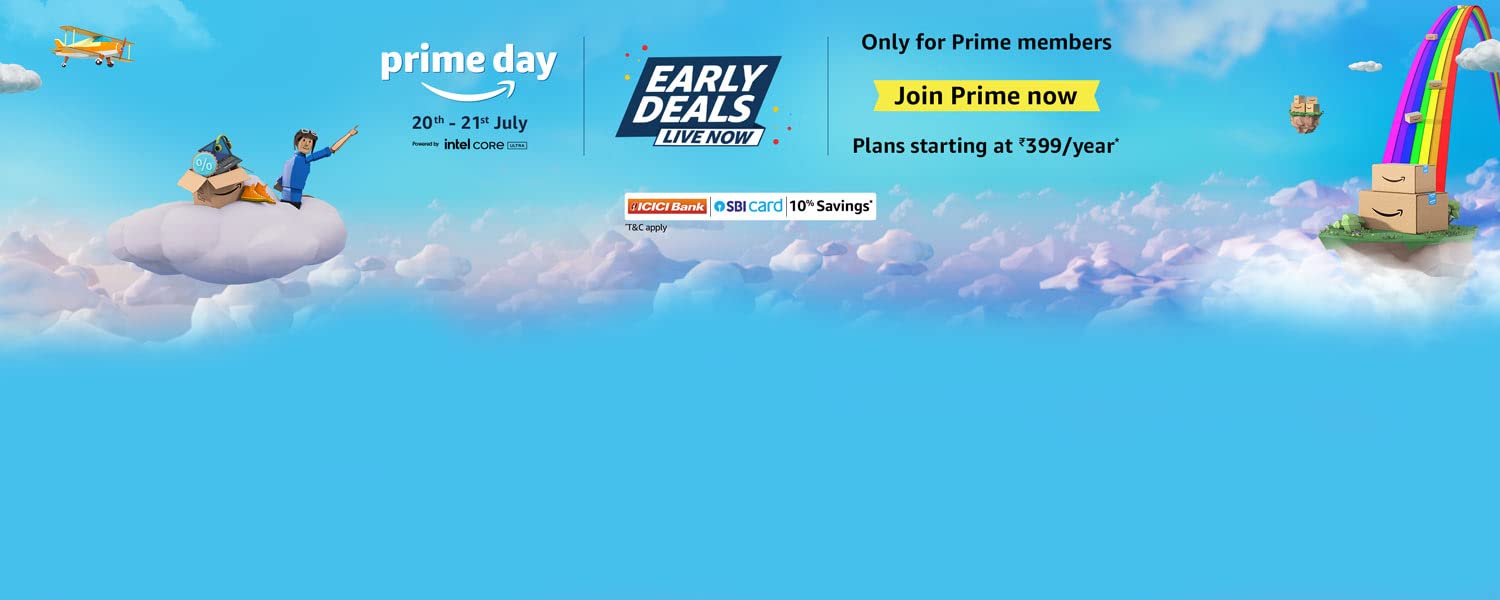 prime day
20th - 21st July
Powered by intel CORE ULTRA
EARLY
DEALS
LIVE NOW
Only for Prime members
Join Prime now
Plans starting at ₹399/year*
ICICI Bank | SBI card | 10% Savings*
*T&C apply
%